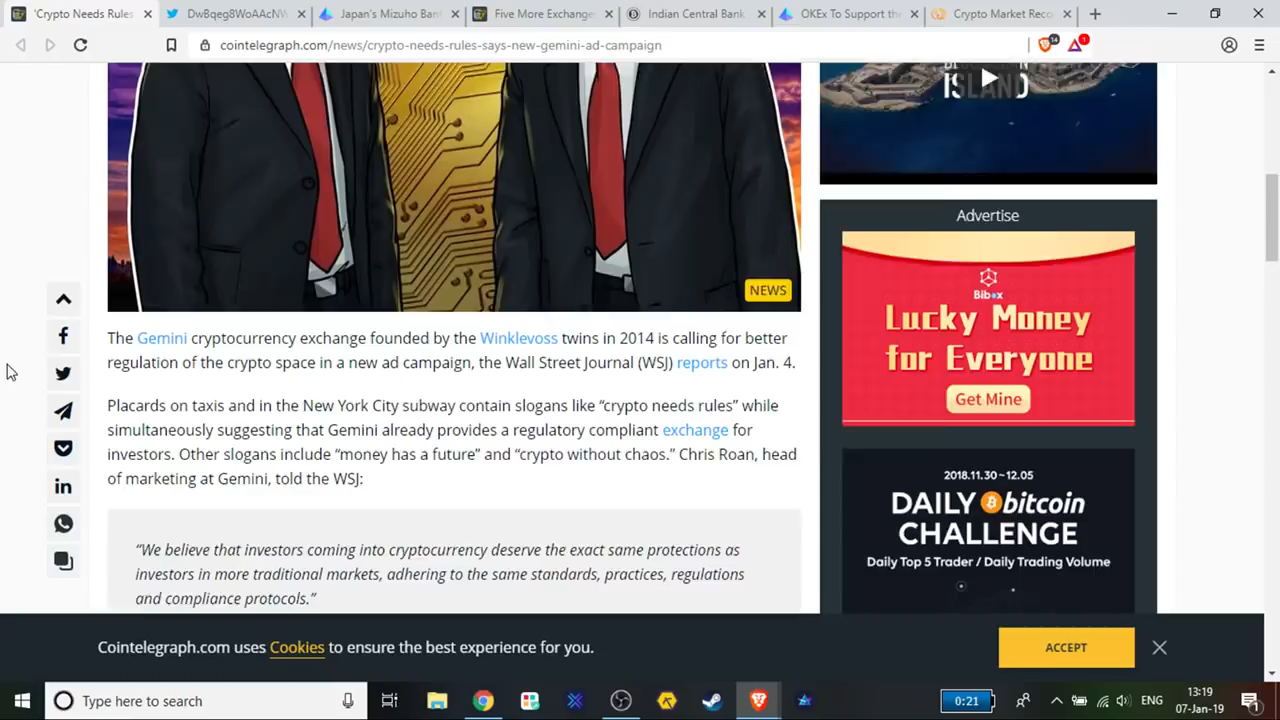 'Crypto Needs Rules
DwBqeg8WoAAcNW
Japan's Mizuho Ban
Five More Exchange
Indian Central Bank
OKEx To Support the
Crypto Market Reco
cointelegraph.com/news/crypto-needs-rules-says-new-gemini-ad-campaign
14
1
ISLAND
NEWS
The Gemini cryptocurrency exchange founded by the Winklevoss twins in 2014 is calling for better
regulation of the crypto space in a new ad campaign, the Wall Street Journal (WSJ) reports on Jan. 4.
Placards on taxis and in the New York City subway contain slogans like “crypto needs rules” while
simultaneously suggesting that Gemini already provides a regulatory compliant exchange for
investors. Other slogans include “money has a future” and “crypto without chaos.” Chris Roan, head
of marketing at Gemini, told the WSJ:
“We believe that investors coming into cryptocurrency deserve the exact same protections as
investors in more traditional markets, adhering to the same standards, practices, regulations
and compliance protocols.”
Advertise
Bibox
Lucky Money
for Everyone
Get Mine
2018.11.30~12.05
DAILY bitcoin
CHALLENGE
Daily Top 5 Trader / Daily Trading Volume
Cointelegraph.com uses Cookies to ensure the best experience for you.
ACCEPT
Type here to search
0:21
ENG
13:19
07-Jan-19
1